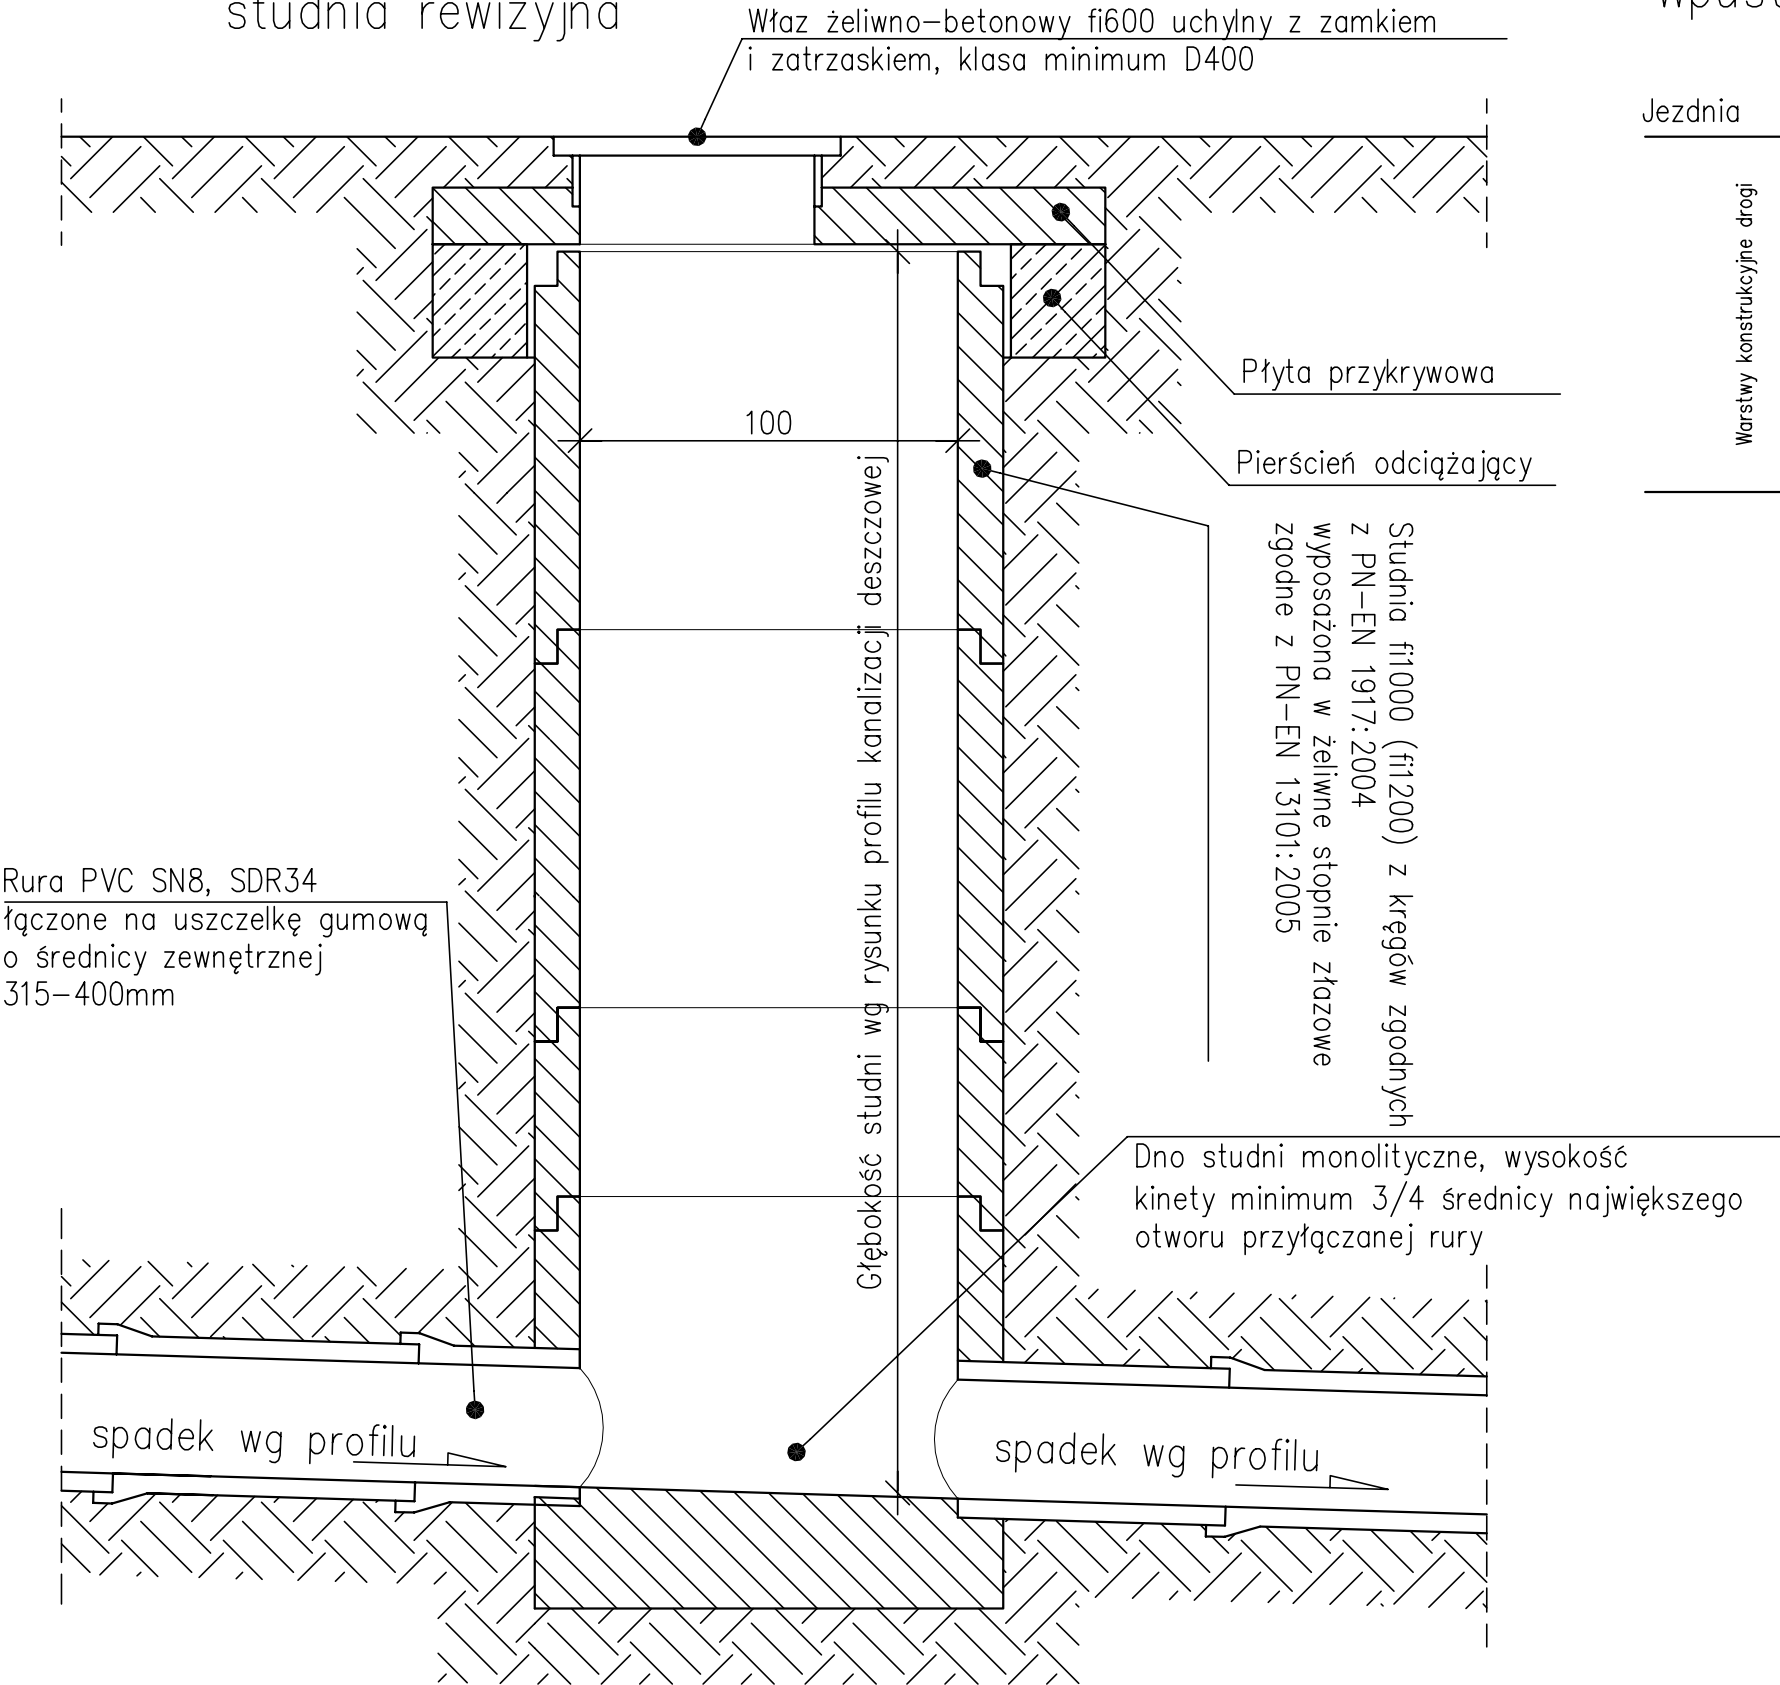 studnia rewizyjna
Właz żeliwno-betonowy fi600 uchylny z zamkiem
i zatrzaskiem, klasa minimum D400
Jezdnia
Warstwy konstrukcyjne drogi
Płyta przykrywowa
Pierścień odciążający
100
Głębokość studni wg rysunku profilu kanalizacji deszczowej
Studnia fi1000 (fi1200) z kręgów zgodnych
z PN-EN 1917:2004
wyposażona w żeliwne stopnie złazowe
zgodne z PN-EN 13101:2005
Rura PVC SN8, SDR34
łączone na uszczelkę gumową
o średnicy zewnętrznej
315-400mm
Dno studni monolityczne, wysokość
kinety minimum 3/4 średnicy największego
otworu przyłączanej rury
spadek wg profilu
spadek wg profilu